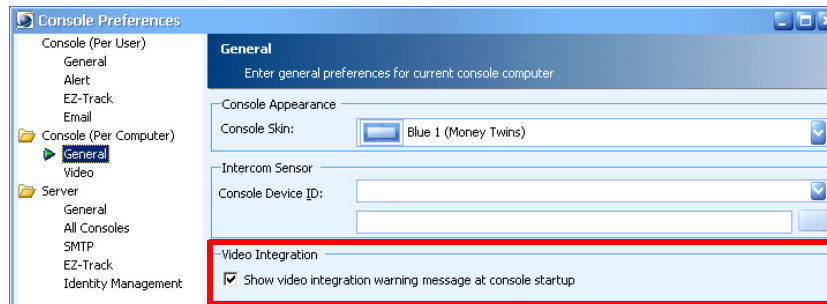 Console Preferences
Console (Per User)
General
Alert
EZ-Track
Email
Console (Per Computer)
General
Video
Server
General
All Consoles
SMTP
EZ-Track
Identity Management
General
Enter general preferences for current console computer
Console Appearance
Console Skin:
Blue 1 (Money Twins)
Intercom Sensor
Console Device ID:
...
Video Integration
Show video integration warning message at console startup